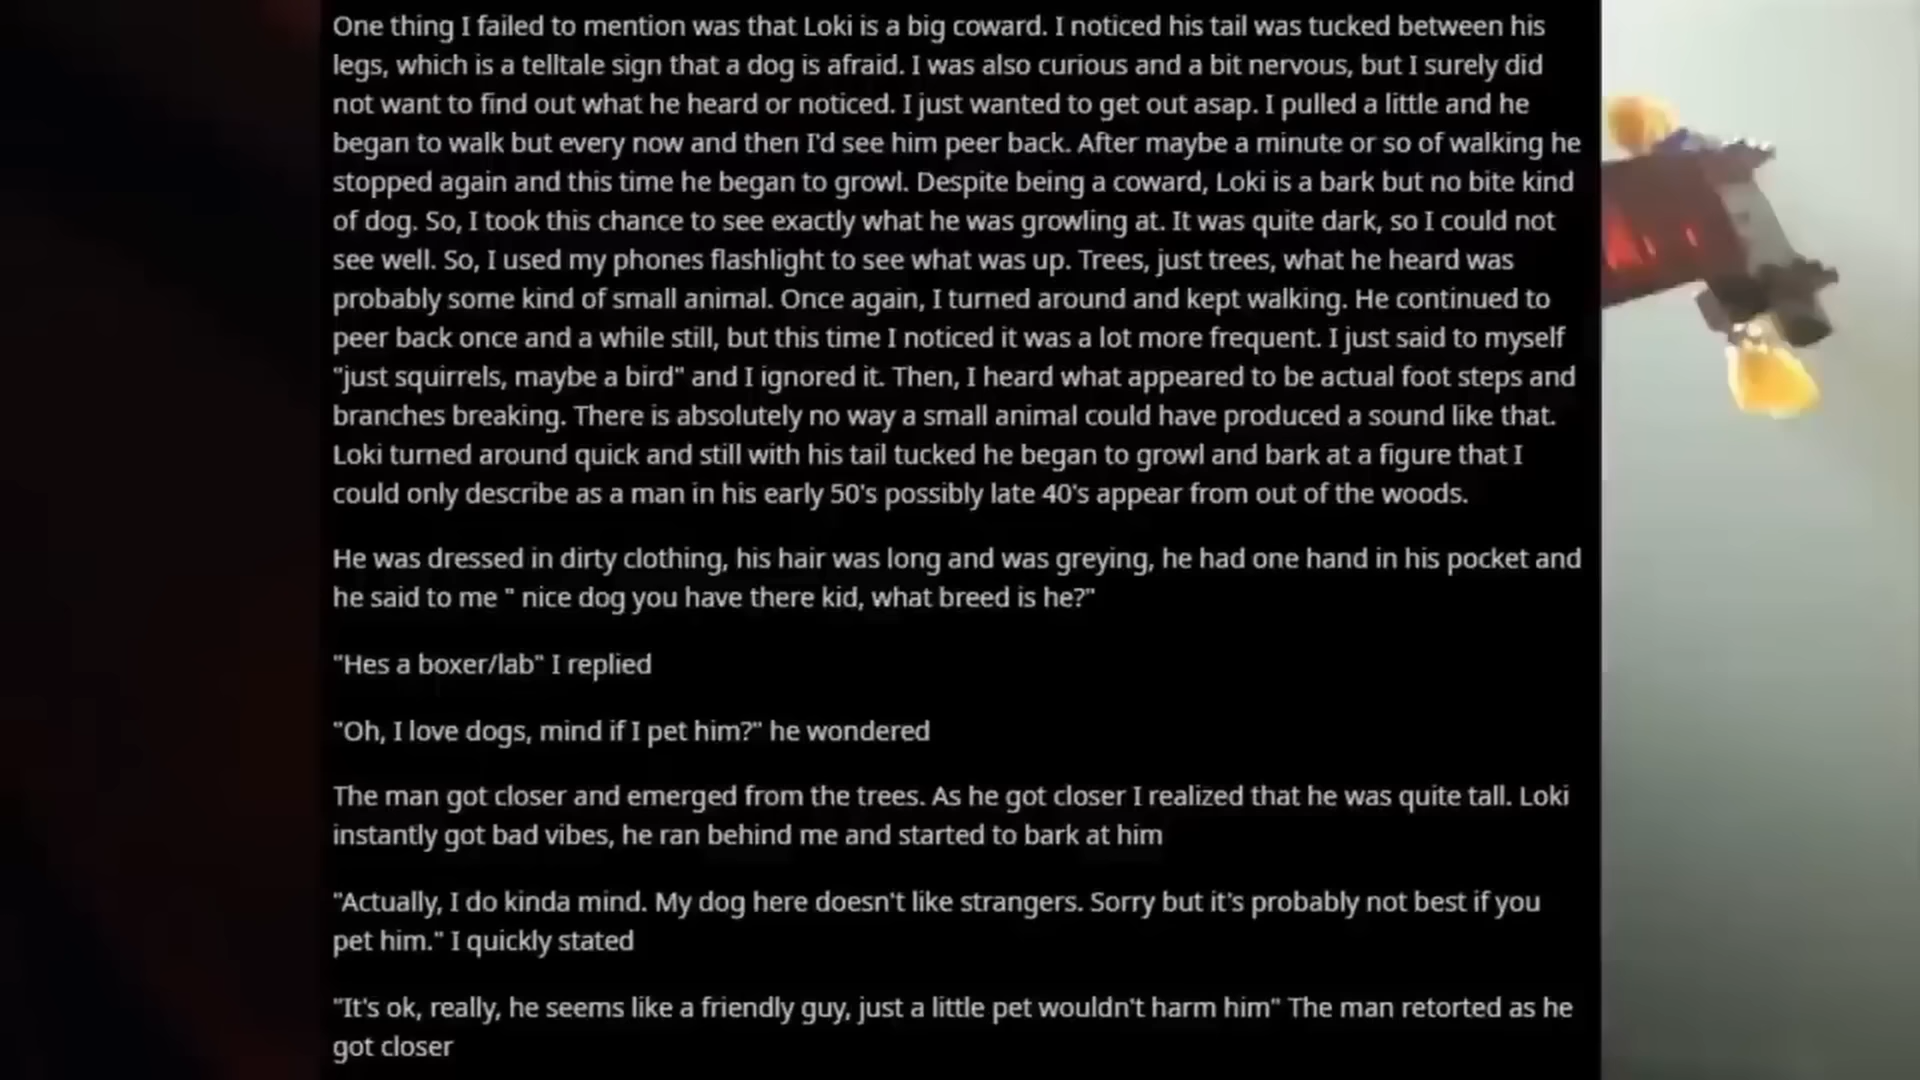 One thing I failed to mention was that Loki is a big coward. I noticed his tail was tucked between his
legs, which is a telltale sign that a dog is afraid. I was also curious and a bit nervous, but I surely did
not want to find out what he heard or noticed. I just wanted to get out asap. I pulled a little and he
began to walk but every now and then I'd see him peer back. After maybe a minute or so of walking he
stopped again and this time he began to growl. Despite being a coward, Loki is a bark but no bite kind
of dog. So, I took this chance to see exactly what he was growling at. It was quite dark, so I could not
see well. So, I used my phones flashlight to see what was up. Trees, just trees, what he heard was
probably some kind of small animal. Once again, I turned around and kept walking. He continued to
peer back once and a while still, but this time I noticed it was a lot more frequent. I just said to myself
"just squirrels, maybe a bird" and I ignored it. Then, I heard what appeared to be actual foot steps and
branches breaking. There is absolutely no way a small animal could have produced a sound like that.
Loki turned around quick and still with his tail tucked he began to growl and bark at a figure that I
could only describe as a man in his early 50's possibly late 40's appear from out of the woods.
He was dressed in dirty clothing, his hair was long and was greying, he had one hand in his pocket and
he said to me " nice dog you have there kid, what breed is he?"
"Hes a boxer/lab" I replied
"Oh, I love dogs, mind if I pet him?" he wondered
The man got closer and emerged from the trees. As he got closer I realized that he was quite tall. Loki
instantly got bad vibes, he ran behind me and started to bark at him
"Actually, I do kinda mind. My dog here doesn't like strangers. Sorry but it's probably not best if you
pet him." I quickly stated
"It's ok, really, he seems like a friendly guy, just a little pet wouldn't harm him" The man retorted as he
got closer